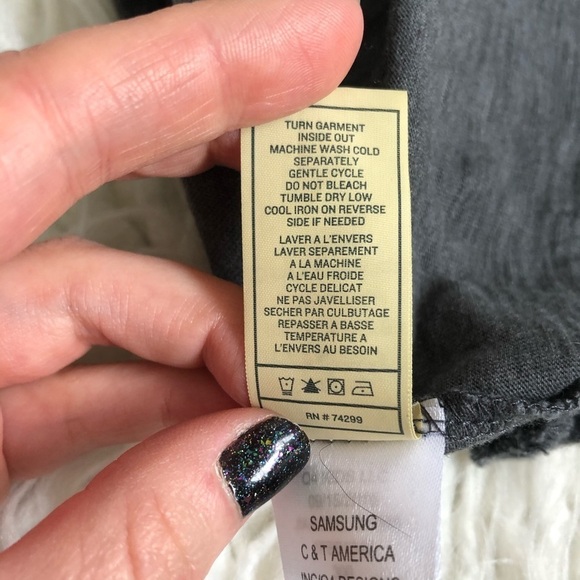 TURN GARMENT
INSIDE OUT
MACHINE WASH COLD
SEPARATELY
GENTLE CYCLE
DO NOT BLEACH
TUMBLE DRY LOW
COOL IRON ON REVERSE
SIDE IF NEEDED
LAVER A L'ENVERS
LAVER SEPAREMENT
A LA MACHINE
A L'EAU FROIDE
CYCLE DELICAT
NE PAS JAVELLISER
SECHER PAR CULBUTAGE
REPASSER A BASSE
TEMPERATURE A
L'ENVERS AU BESOIN
RN # 74299
SAMSUNG
C & T AMERICA